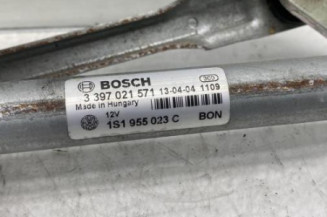 BOSCH
3 397 021 571 13-04-04 1109
Made in Hungary
12V
1S1 955 023 C BON